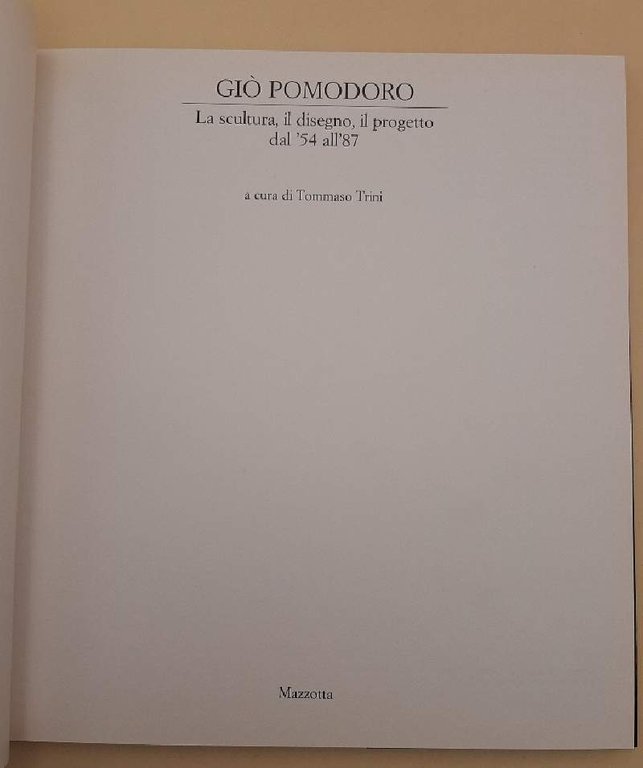 GIÒ POMODORO
La scultura, il disegno, il progetto
dal '54 all'87
a cura di Tommaso Trini
Mazzotta